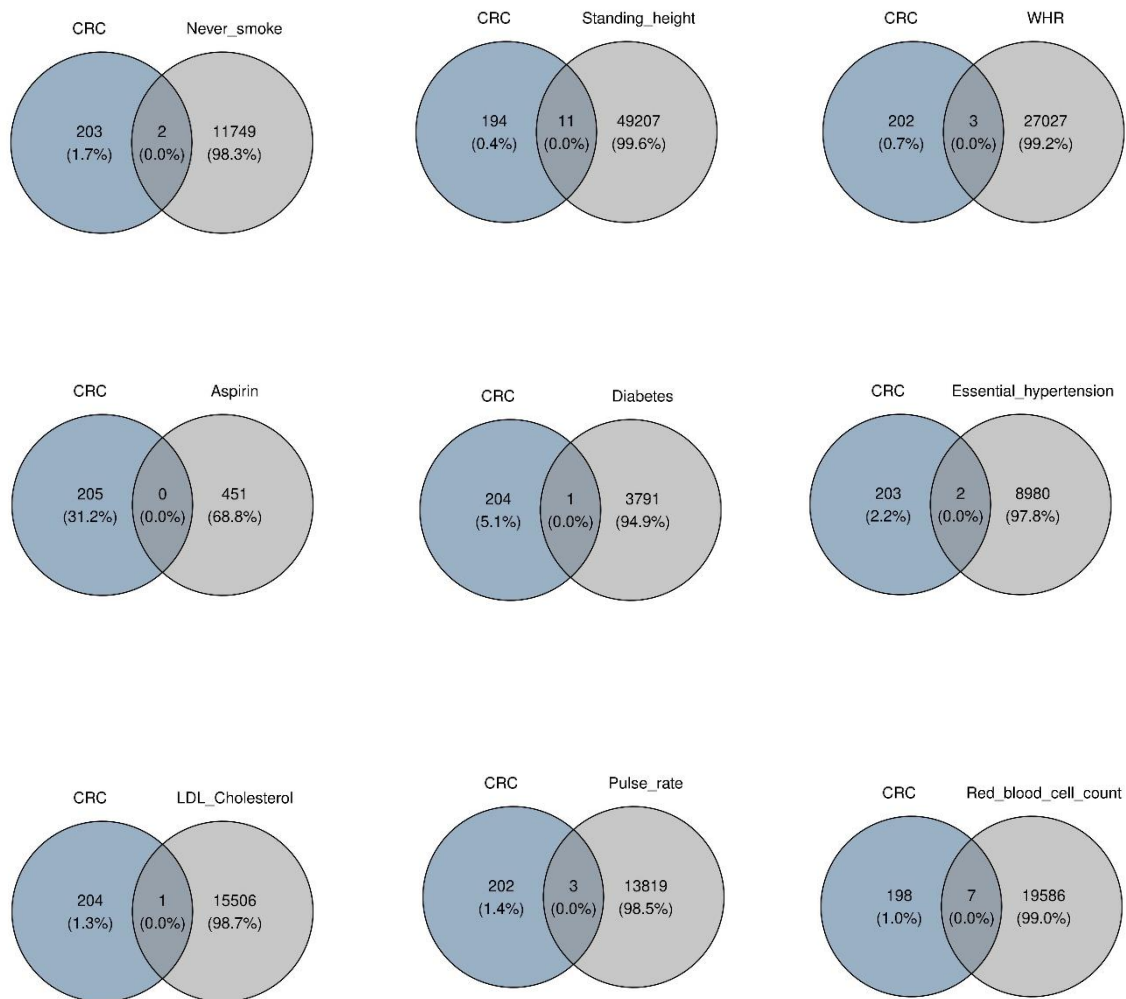 CRC Never_smoke
203 2 11749
(1.7%) (0.0%) (98.3%)
CRC Standing_height
194 11 49207
(0.4%) (0.0%) (99.6%)
CRC WHR
202 3 27027
(0.7%) (0.0%) (99.2%)
CRC Aspirin
205 0 451
(31.2%) (0.0%) (68.8%)
CRC Diabetes
204 1 3791
(5.1%) (0.0%) (94.9%)
CRC Essential_hypertension
203 2 8980
(2.2%) (0.0%) (97.8%)
CRC LDL_Cholesterol
204 1 15506
(1.3%) (0.0%) (98.7%)
CRC Pulse_rate
202 3 13819
(1.4%) (0.0%) (98.5%)
CRC Red_blood_cell_count
198 7 19586
(1.0%) (0.0%) (99.0%)